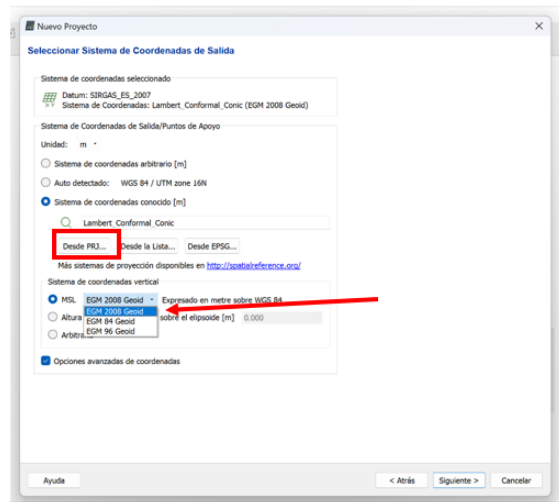 Nuevo Proyecto
Seleccionar Sistema de Coordenadas de Salida
Sistema de coordenadas seleccionado
Datum: SIRGAS_ES_2007
Sistema de Coordenadas: Lambert_Conformal_Conic (EGM 2008 Geoid)
Sistema de Coordenadas de Salida/Puntos de Apoyo
Unidad: m
Sistema de coordenadas arbitrario [m]
Auto detectado: WGS 84 / UTM zone 16N
Sistema de coordenadas conocido [m]
Lambert_Conformal_Conic
Desde PRJ... Desde la Lista... Desde EPSG...
Más sistemas de proyección disponibles en http://spatialreference.org/
Sistema de coordenadas vertical
MSL EGM 2008 Geoid Expresado en metre sobre WGS 84
EGM 2008 Geoid
Altura sobre el elipsoide [m] 0.000
EGM 84 Geoid
EGM 96 Geoid
Opciones avanzadas de coordenadas
Ayuda < Atrás Siguiente > Cancelar